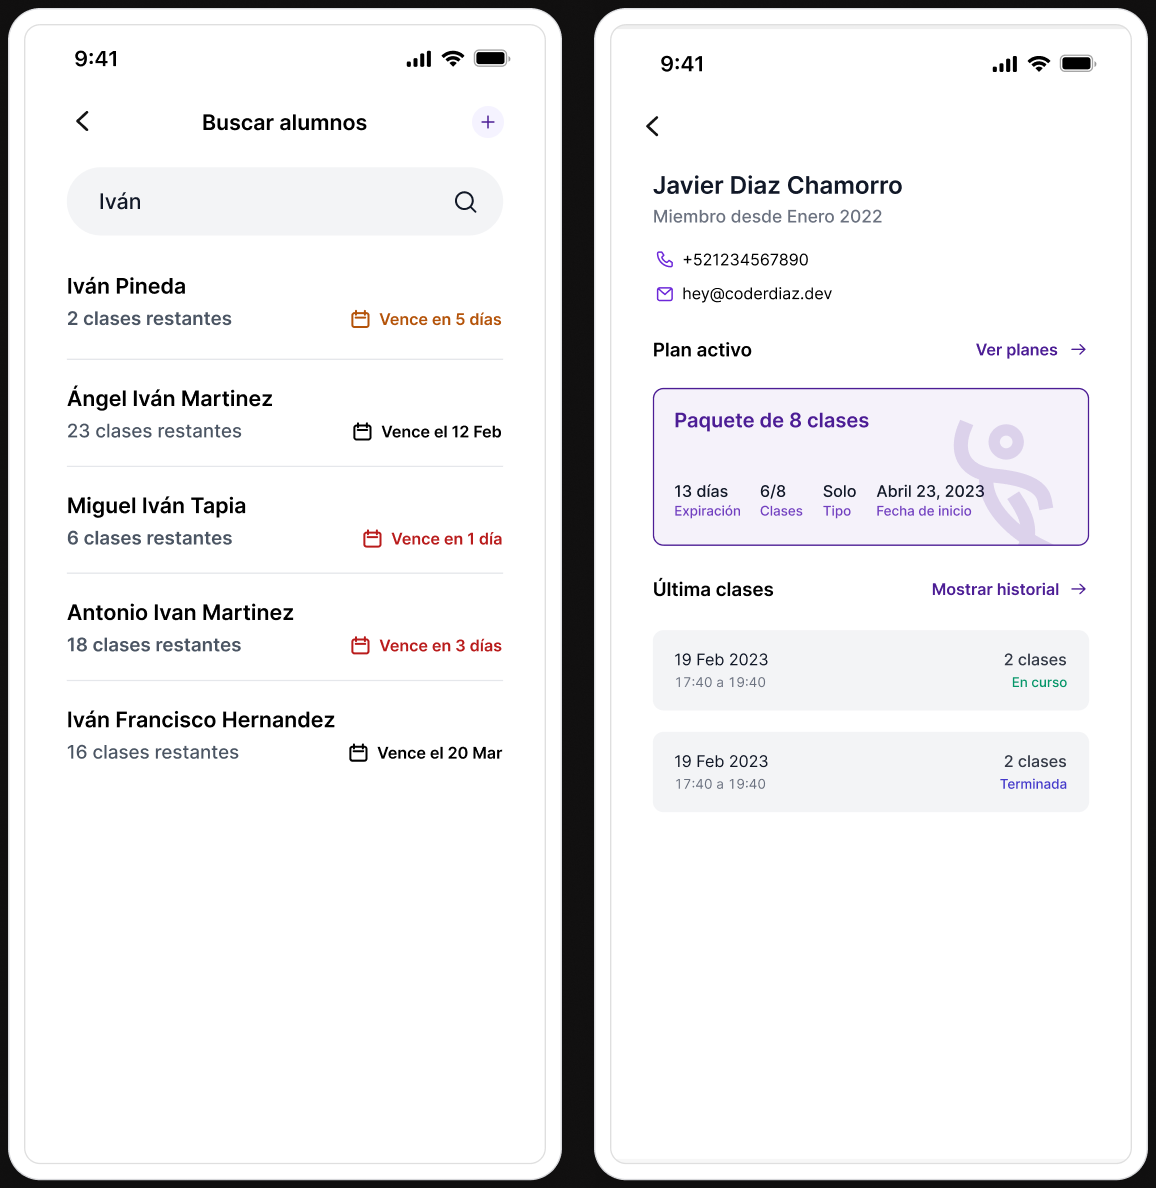 9:41
Buscar alumnos
Iván
Iván Pineda
2 clases restantes
Vence en 5 días
Ángel Iván Martinez
23 clases restantes
Vence el 12 Feb
Miguel Iván Tapia
6 clases restantes
Vence en 1 día
Antonio Ivan Martinez
18 clases restantes
Vence en 3 días
Iván Francisco Hernandez
16 clases restantes
Vence el 20 Mar
9:41
Javier Diaz Chamorro
Miembro desde Enero 2022
+521234567890
hey@coderdiaz.dev
Plan activo
Ver planes
Paquete de 8 clases
13 días
Expiración
6/8
Clases
Solo
Tipo
Abril 23, 2023
Fecha de inicio
Última clases
Mostrar historial
19 Feb 2023
17:40 a 19:40
2 clases
En curso
19 Feb 2023
17:40 a 19:40
2 clases
Terminada